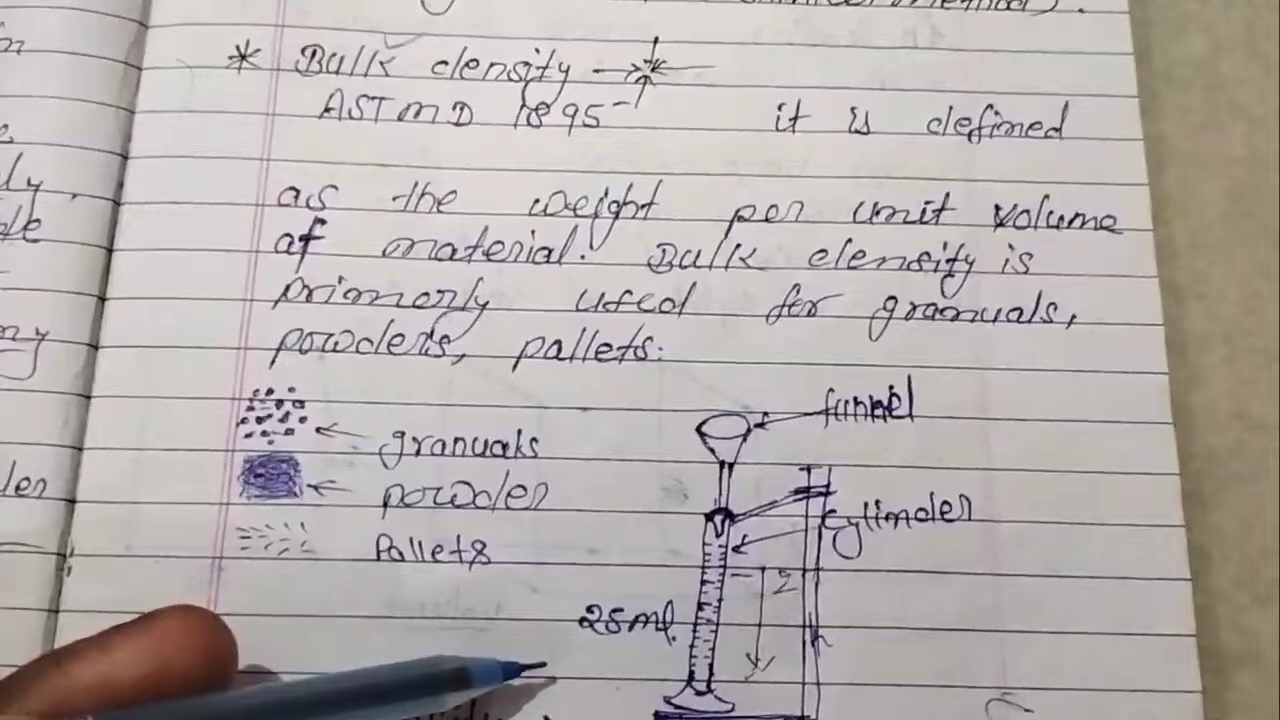 * Bulk density
ASTMD 1895
it is defined
as the weight per unit volume
of material. Bulk density is
primerly used for granuals,
powders, pallets.
funnel
granuals
powder
cylinder
Pallets
25ml.